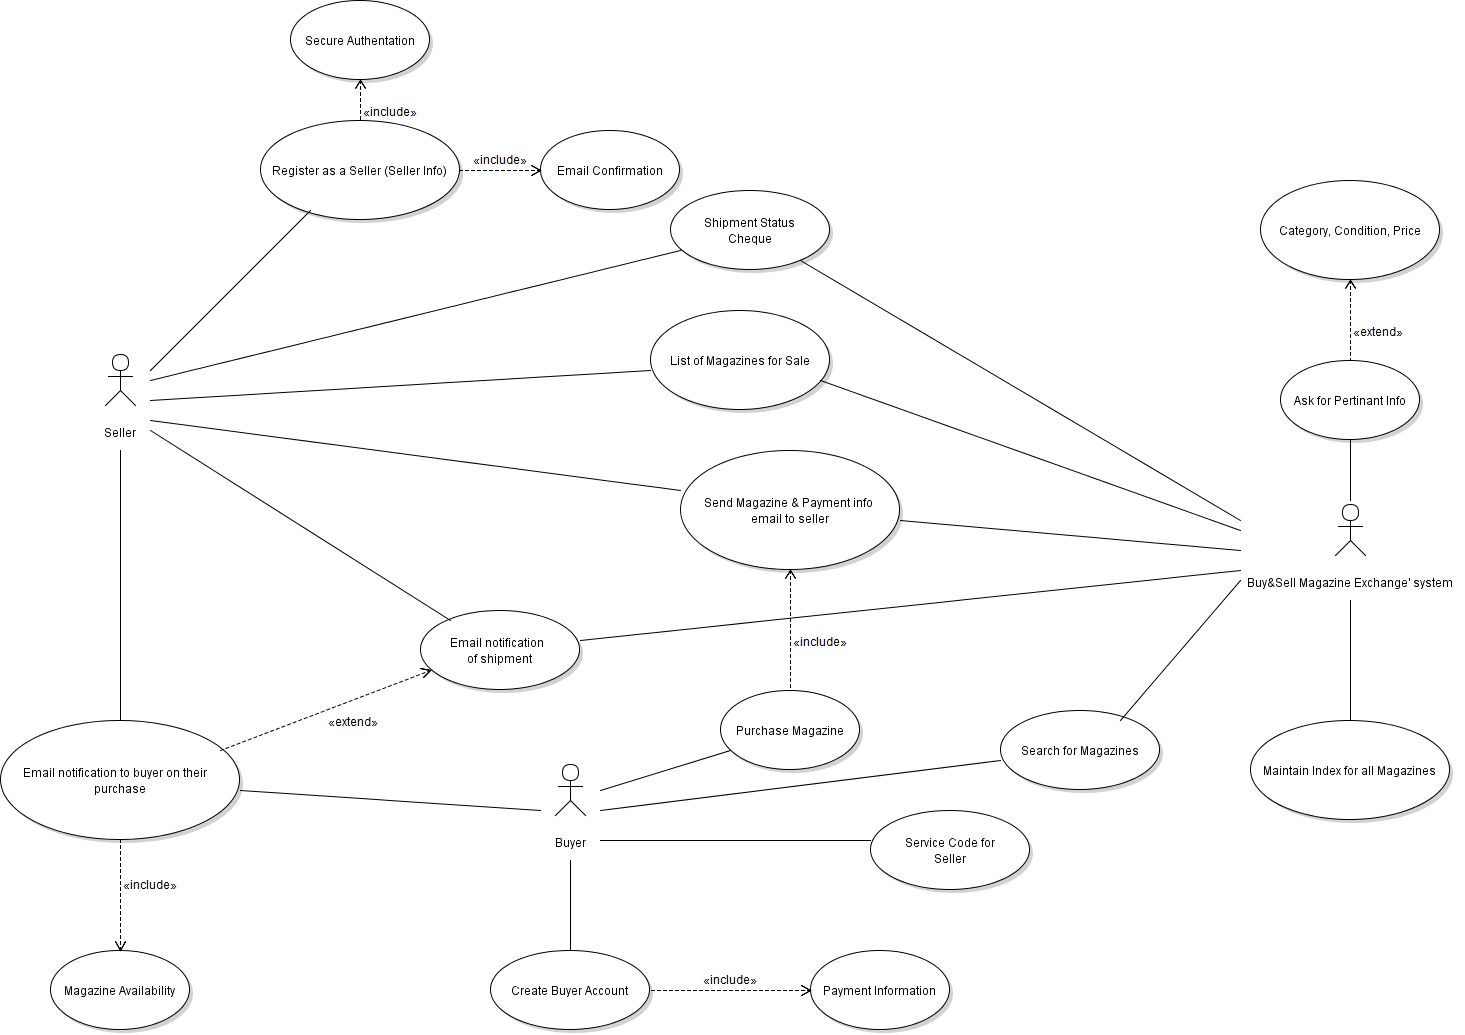 Secure Authentation
«include»
Register as a Seller (Seller Info)
«include»
Email Confirmation
Shipment Status
Cheque
Category, Condition, Price
«extend»
List of Magazines for Sale
Ask for Pertinant Info
Seller
Send Magazine & Payment info
email to seller
Buy&Sell Magazine Exchange' system
Email notification
of shipment
«include»
«extend»
Purchase Magazine
Search for Magazines
Email notification to buyer on their
purchase
Maintain Index for all Magazines
Buyer
Service Code for
Seller
«include»
Magazine Availability
Create Buyer Account
«include»
Payment Information